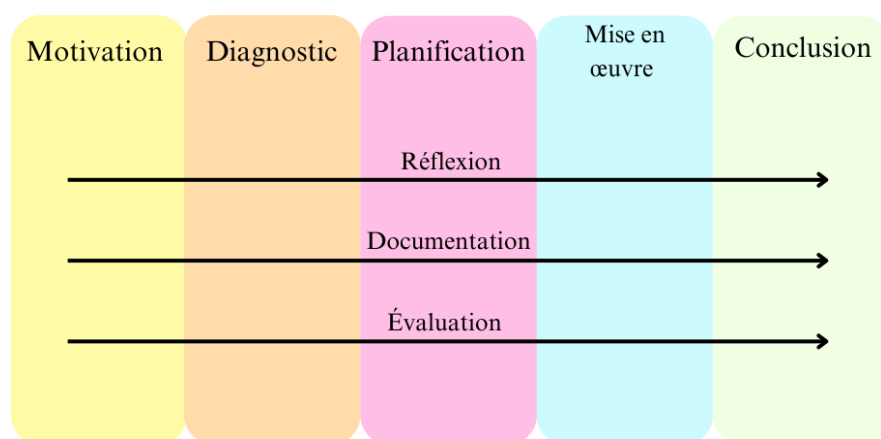 Motivation
Diagnostic
Planification
Mise en
œuvre
Conclusion
Réflexion
Documentation
Évaluation